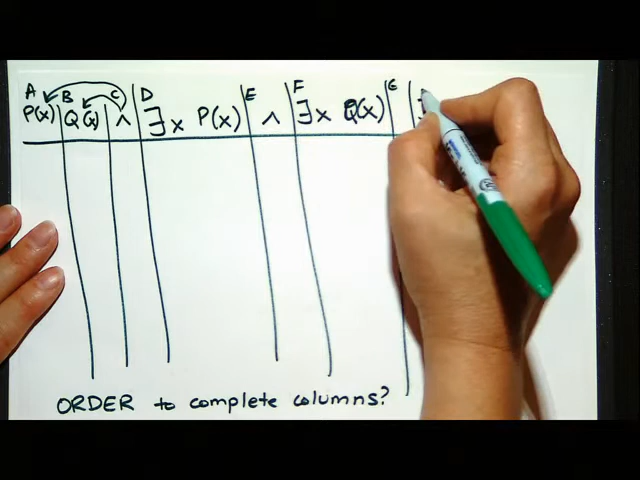 A B C D E F G
P(x) Q(x) ∧ ∃x P(x) ∧ ∃x Q(x)
ORDER to complete columns?